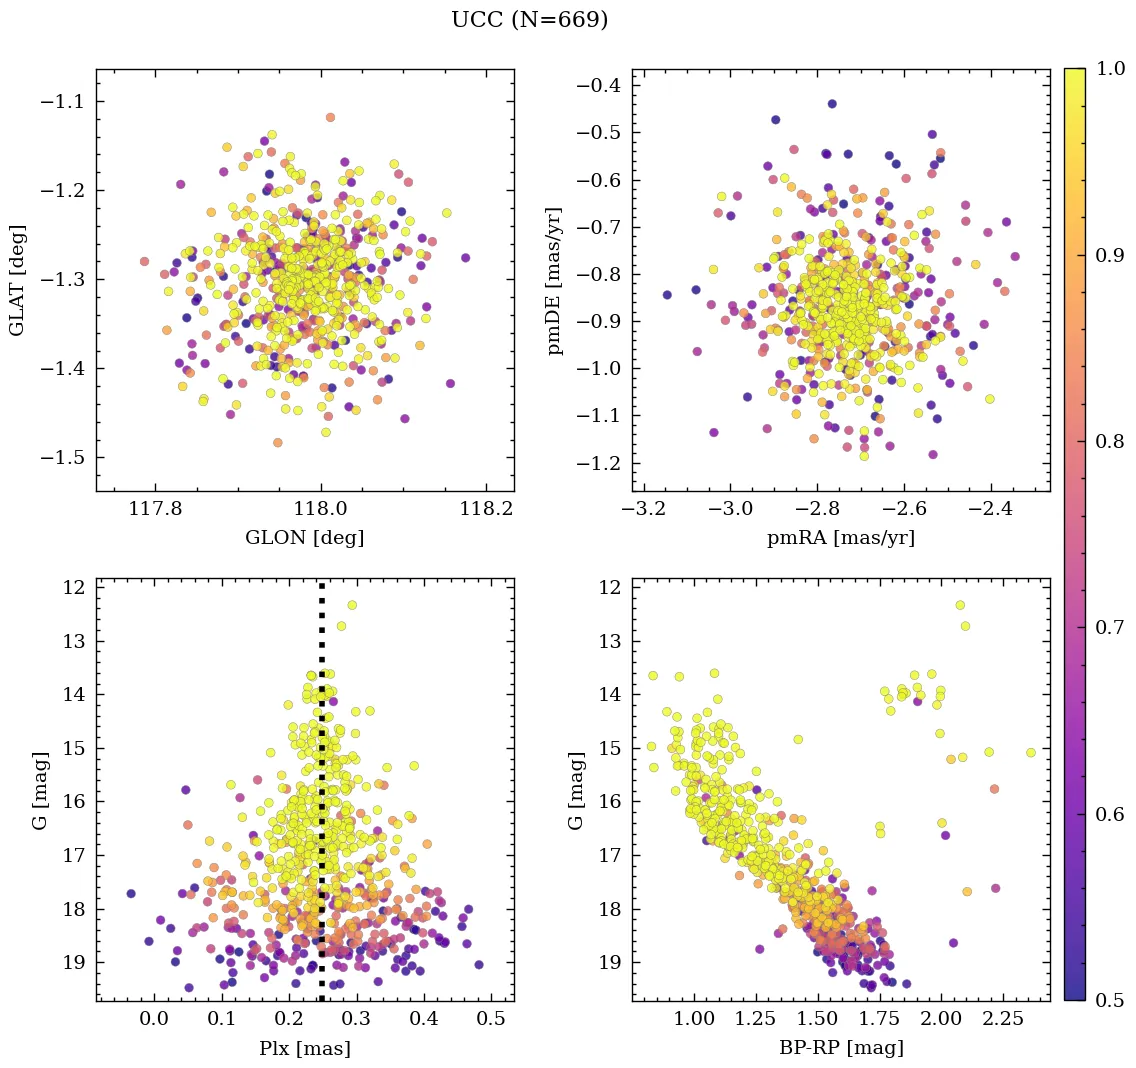 UCC (N=669)
−1.1
−1.2
−1.3
−1.4
−1.5
GLAT [deg]
117.8 118.0 118.2
GLON [deg]
−0.4
−0.5
−0.6
−0.7
−0.8
−0.9
−1.0
−1.1
−1.2
pmDE [mas/yr]
−3.2 −3.0 −2.8 −2.6 −2.4
pmRA [mas/yr]
12
13
14
15
16
17
18
19
G [mag]
0.0 0.1 0.2 0.3 0.4 0.5
Plx [mas]
12
13
14
15
16
17
18
19
G [mag]
1.00 1.25 1.50 1.75 2.00 2.25
BP-RP [mag]
1.0
0.9
0.8
0.7
0.6
0.5